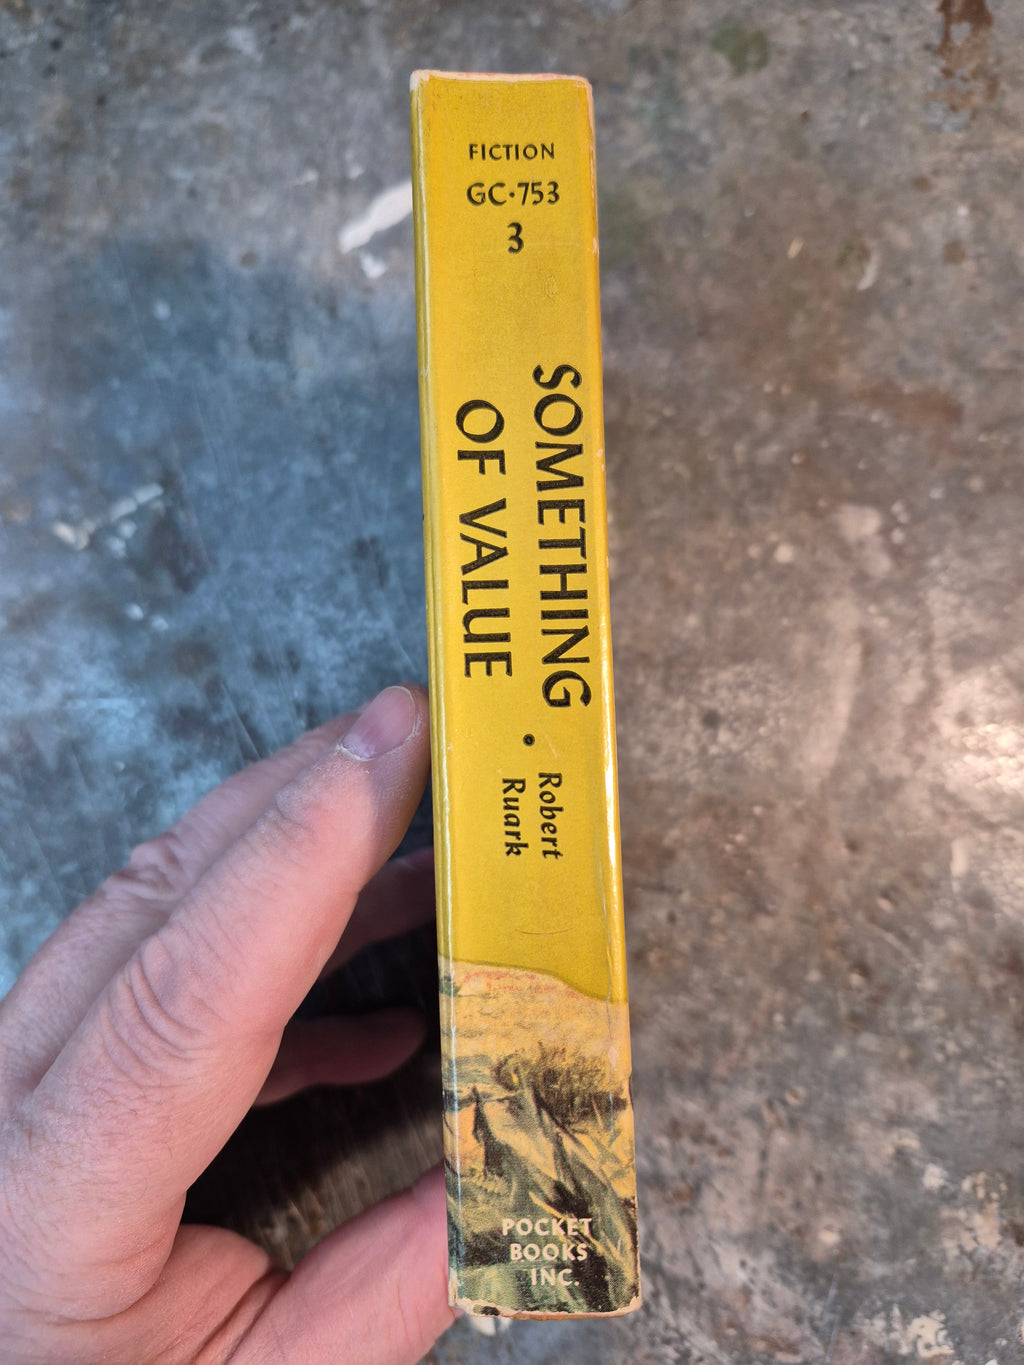 FICTION
GC·753
3
SOMETHING
OF VALUE
•
Robert
Ruark
POCKET
BOOKS
INC.